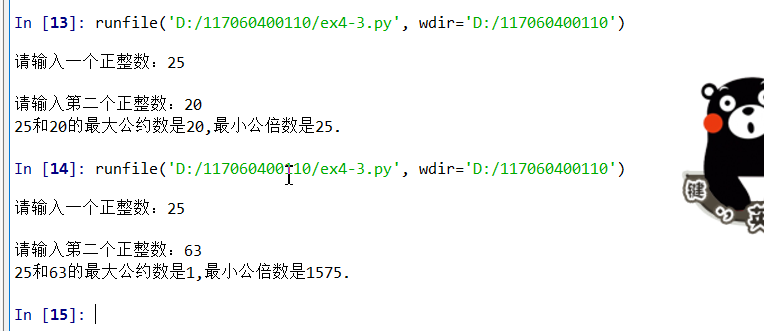 In [13]: runfile('D:/117060400110/ex4-3.py', wdir='D:/117060400110')
请输入一个正整数：25
请输入第二个正整数：20
25和20的最大公约数是20,最小公倍数是25.
In [14]: runfile('D:/117060400110/ex4-3.py', wdir='D:/117060400110')
请输入一个正整数：25
请输入第二个正整数：63
25和63的最大公约数是1,最小公倍数是1575.
In [15]:
键
英